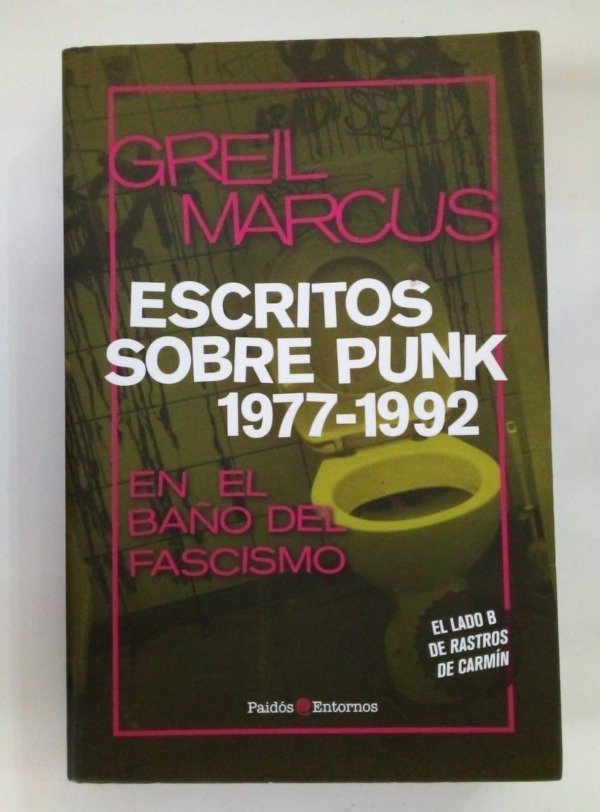 GREIL
MARCUS
ESCRITOS
SOBRE PUNK
1977-1992
EN EL
BAÑO DEL
FASCISMO
EL LADO B
DE RASTROS
DE CARMÍN
Paidós Entornos